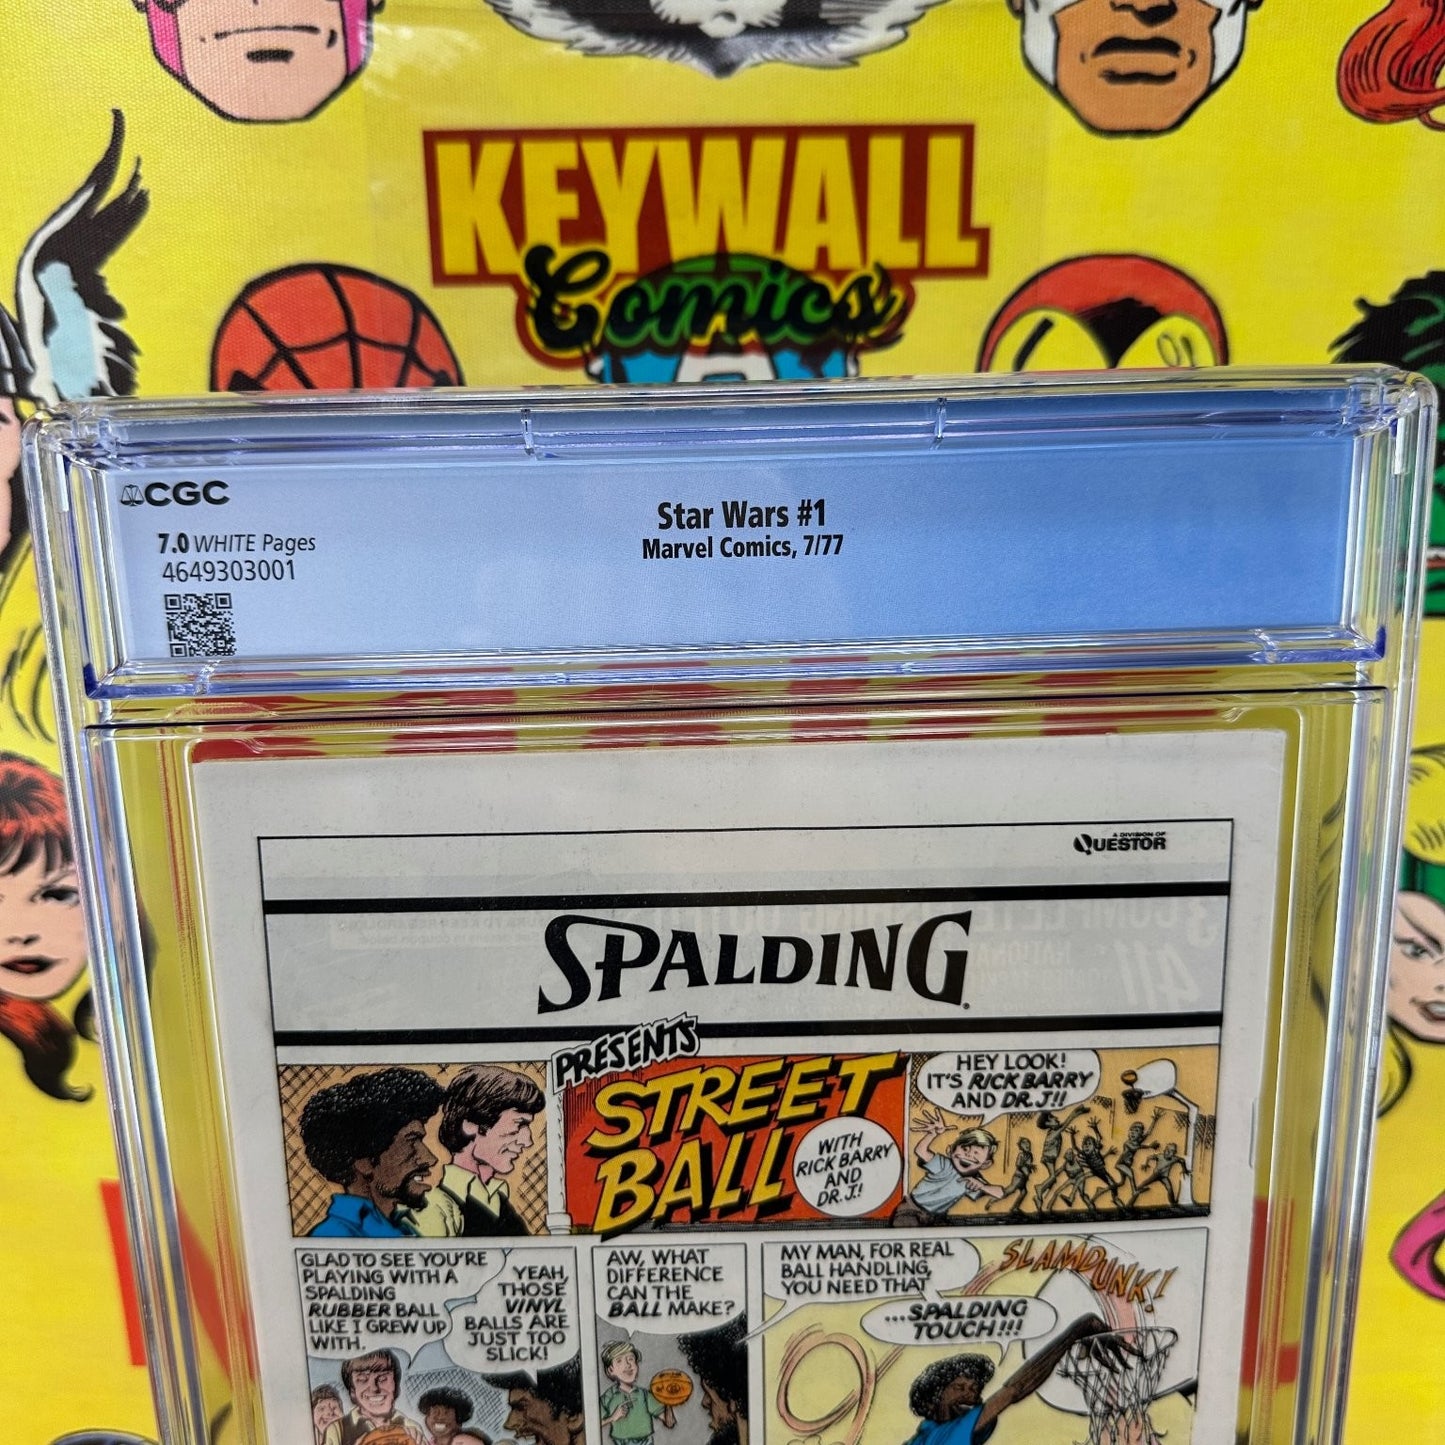 KEYWALL
Comics
CGC
7.0 WHITE Pages
4649303001
Star Wars #1
Marvel Comics, 7/77
A DIVISION OF
QUESTOR
SPALDING
PRESENTS
STREET
BALL
WITH
RICK BARRY
AND
DR. J.!
HEY LOOK!
IT'S RICK BARRY
AND DR. J!!
GLAD TO SEE YOU'RE
PLAYING WITH A
SPALDING
RUBBER BALL
LIKE I GREW UP
WITH.
YEAH,
THOSE
VINYL
BALLS ARE
JUST TOO
SLICK!
AW, WHAT
DIFFERENCE
CAN THE
BALL MAKE?
MY MAN, FOR REAL
BALL HANDLING,
YOU NEED THAT
...SPALDING
TOUCH!!!
SLAMDUNK!